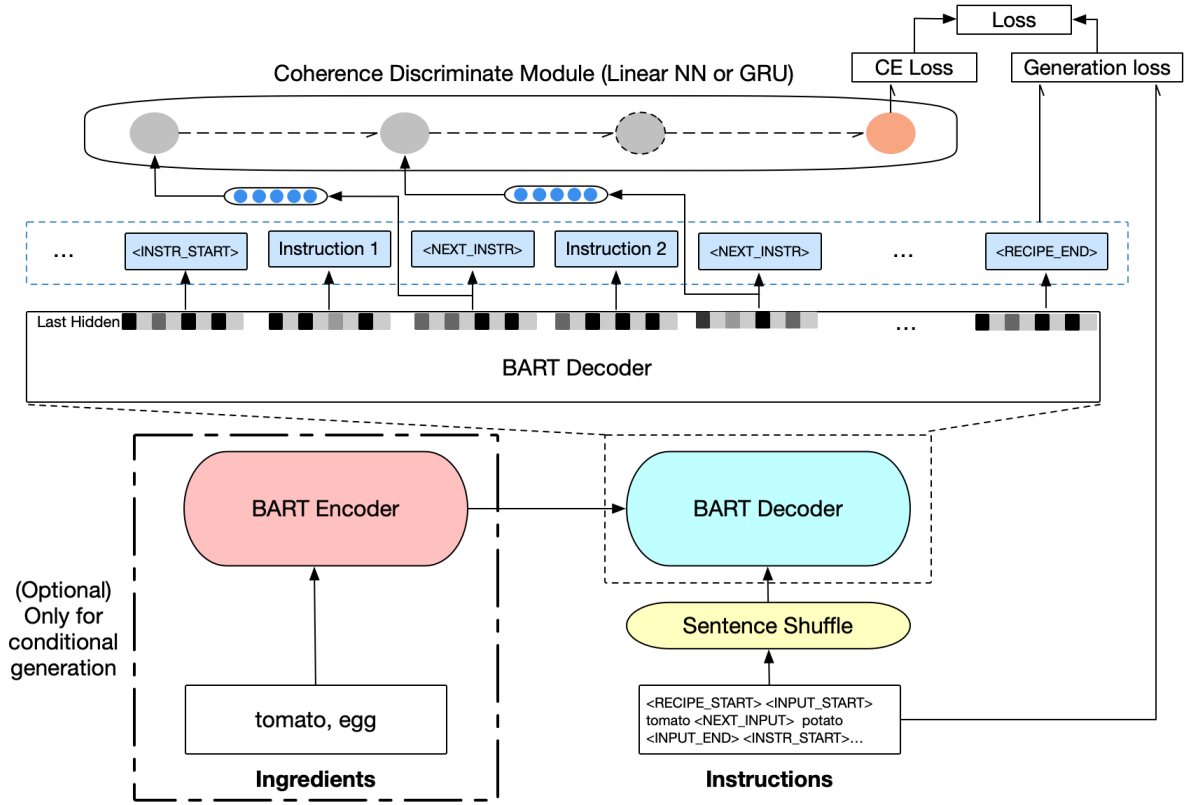 Loss
CE Loss
Generation loss
Coherence Discriminate Module (Linear NN or GRU)
...
<INSTR_START>
Instruction 1
<NEXT_INSTR>
Instruction 2
<NEXT_INSTR>
...
<RECIPE_END>
Last Hidden
...
BART Decoder
BART Encoder
BART Decoder
(Optional)
Only for
conditional
generation
Sentence Shuffle
tomato, egg
<RECIPE_START> <INPUT_START>
tomato <NEXT_INPUT> potato
<INPUT_END> <INSTR_START>...
Ingredients
Instructions